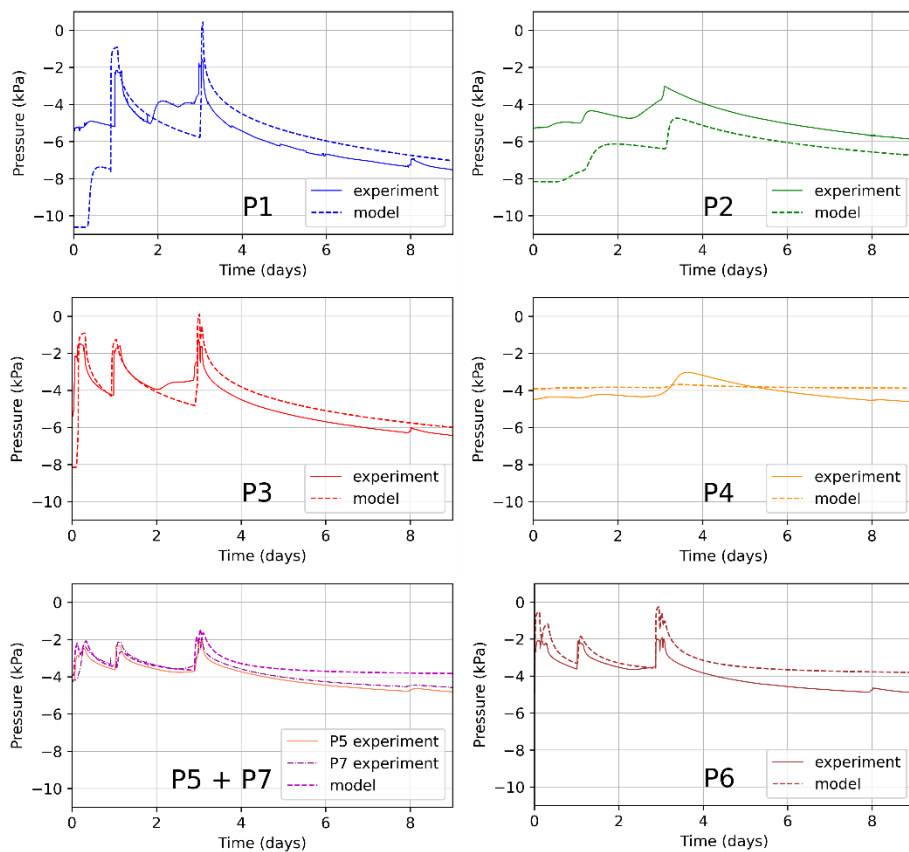 0
−2
−4
−6
−8
−10
Pressure (kPa)
experiment
model
P1
0 2 4 6 8
Time (days)
0
−2
−4
−6
−8
−10
Pressure (kPa)
experiment
model
P2
0 2 4 6 8
Time (days)
0
−2
−4
−6
−8
−10
Pressure (kPa)
experiment
model
P3
0 2 4 6 8
Time (days)
0
−2
−4
−6
−8
−10
Pressure (kPa)
experiment
model
P4
0 2 4 6 8
Time (days)
0
−2
−4
−6
−8
−10
Pressure (kPa)
P5 experiment
P7 experiment
model
P5 + P7
0 2 4 6 8
Time (days)
0
−2
−4
−6
−8
−10
Pressure (kPa)
experiment
model
P6
0 2 4 6 8
Time (days)